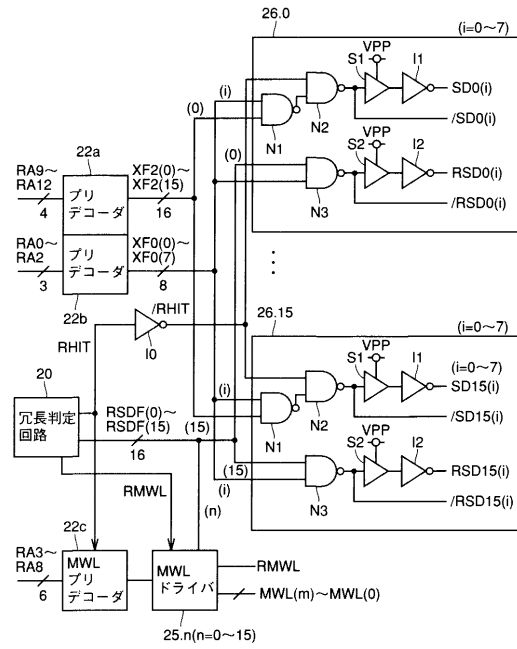 26.0
(i=0~7)
VPP
S1
I1
SD0(i)
(i)
(0)
N1
N2
/SD0(i)
VPP
(0)
S2
I2
RSD0(i)
N3
/RSD0(i)
22a
RA9~
RA12
4
プリ
デコーダ
XF2(0)~
XF2(15)
16
RA0~
RA2
3
プリ
デコーダ
XF0(0)~
XF0(7)
8
22b
/RHIT
RHIT
I0
26.15
(i=0~7)
VPP
S1
I1
(i=0~7)
SD15(i)
(i)
N1
N2
/SD15(i)
VPP
S2
I2
(15)
RSD15(i)
(i)
N3
/RSD15(i)
20
冗長判定
回路
RSDF(0)~
RSDF(15)
(15)
16
RMWL
(n)
22c
RA3~
RA8
6
MWL
プリ
デコーダ
MWL
ドライバ
RMWL
MWL(m)~MWL(0)
25.n(n=0~15)